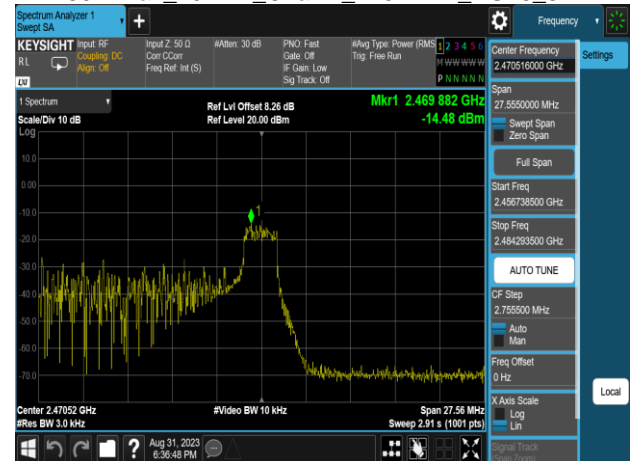 Spectrum Analyzer 1
Swept SA
Frequency
KEYSIGHT
RL
LXI
Input: RF
Coupling: DC
Align: Off
Input Z: 50 Ω
Corr CCorr
Freq Ref: Int (S)
#Atten: 30 dB
PNO: Fast
Gate: Off
IF Gain: Low
Sig Track: Off
#Avg Type: Power (RMS
Trig: Free Run
1 2 3 4 5 6
M W W W W W
P N N N N N
Center Frequency
2.470516000 GHz
Settings
Span
27.5550000 MHz
Swept Span
Zero Span
Full Span
Start Freq
2.456738500 GHz
Stop Freq
2.484293500 GHz
AUTO TUNE
CF Step
2.755500 MHz
Auto
Man
Freq Offset
0 Hz
X Axis Scale
Log
Lin
Signal Track
(Span Zoom)
Local
1 Spectrum
Scale/Div 10 dB
Log
Ref Lvl Offset 8.26 dB
Ref Level 20.00 dBm
Mkr1 2.469 882 GHz
-14.48 dBm
1
10.0
0.00
-10.0
-20.0
-30.0
-40.0
-50.0
-60.0
-70.0
Center 2.47052 GHz
#Res BW 3.0 kHz
#Video BW 10 kHz
Span 27.56 MHz
Sweep 2.91 s (1001 pts)
Aug 31, 2023
6:36:48 PM